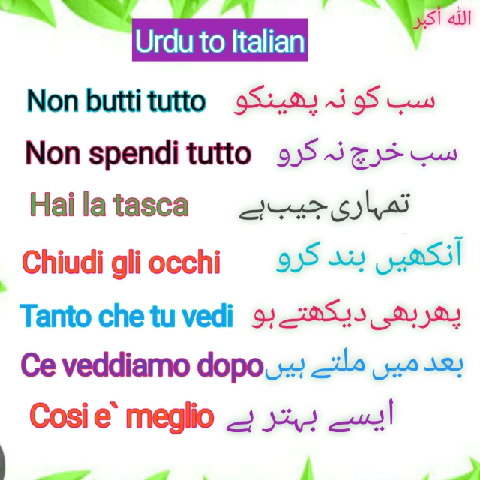 الله أكبر
Urdu to Italian
Non butti tutto سب کو نہ پھینکو
Non spendi tutto سب خرچ نہ کرو
Hai la tasca تمہاری جیب ہے
Chiudi gli occhi آنکھیں بند کرو
Tanto che tu vedi پھر بھی دیکھتے ہو
Ce veddiamo dopo بعد میں ملتے ہیں
Cosi e` meglio ایسے بہتر ہے